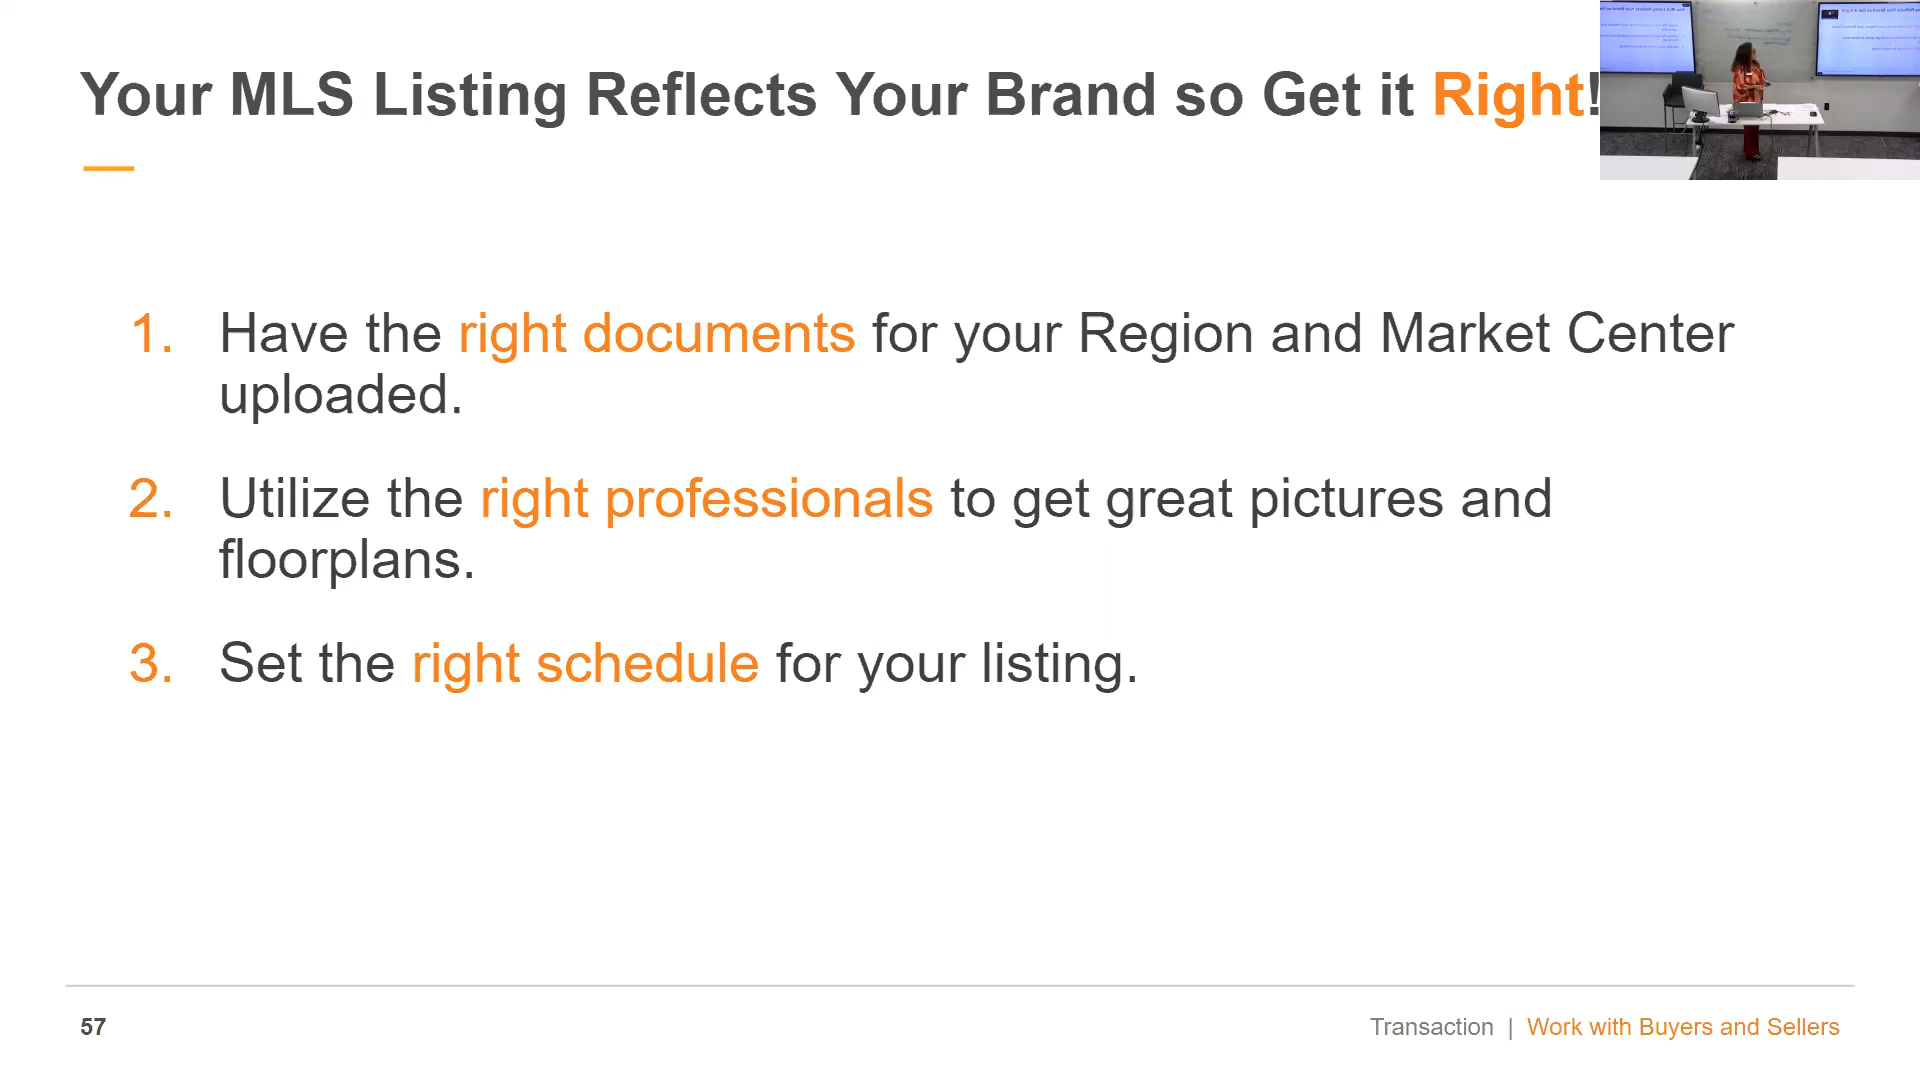 Your MLS Listing Reflects Your Brand so Get it Right!
1. Have the right documents for your Region and Market Center
uploaded.
2. Utilize the right professionals to get great pictures and
floorplans.
3. Set the right schedule for your listing.
57
Transaction | Work with Buyers and Sellers